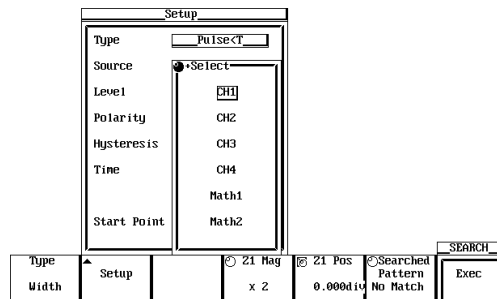 Setup
Type Pulse<T
Source +Select
Level CH1
Polarity CH2
Hysteresis CH3
Time CH4
Math1
Start Point Math2
SEARCH
Type Width
Setup
Z1 Mag x 2
Z1 Pos 0.000div
Searched Pattern No Match
Exec